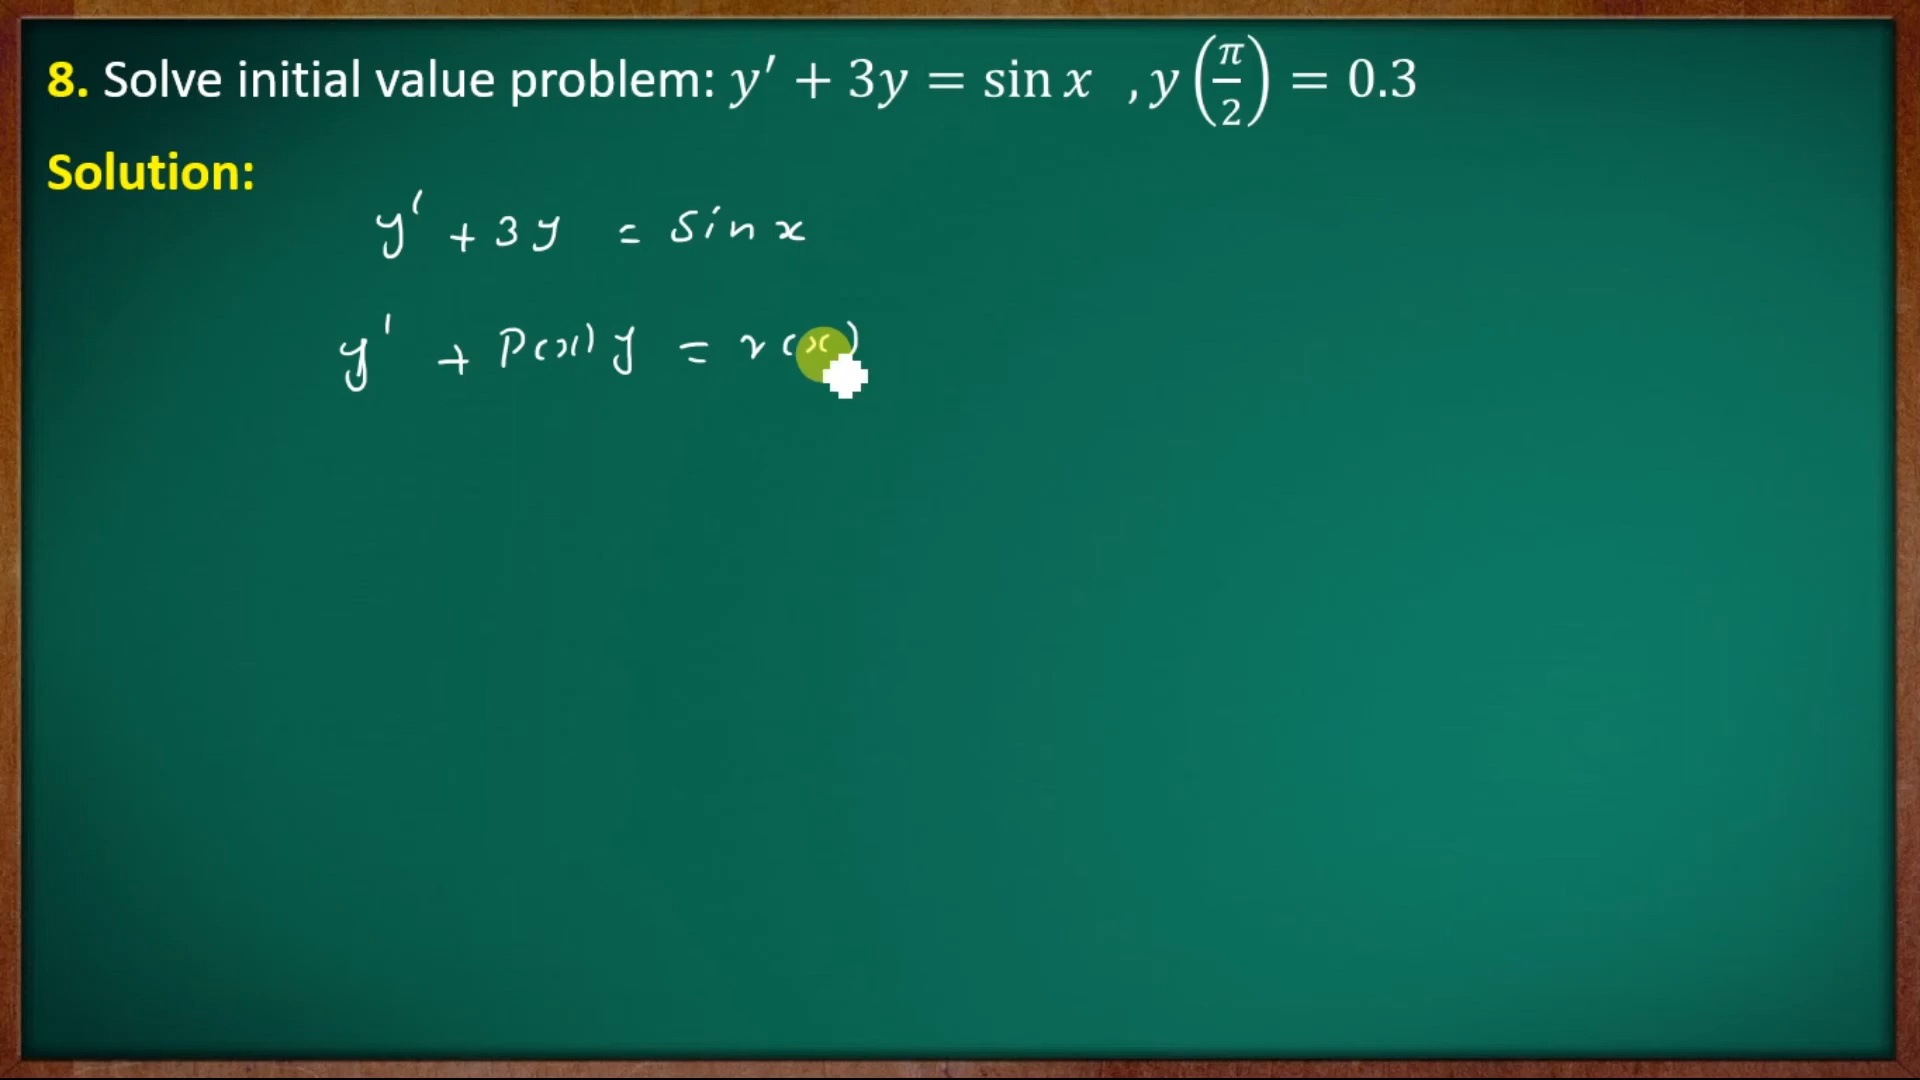 8. Solve initial value problem: y′ + 3y = sin x , y(π/2) = 0.3
Solution:
y' + 3y = sin x
y' + P(x) y = r(x)